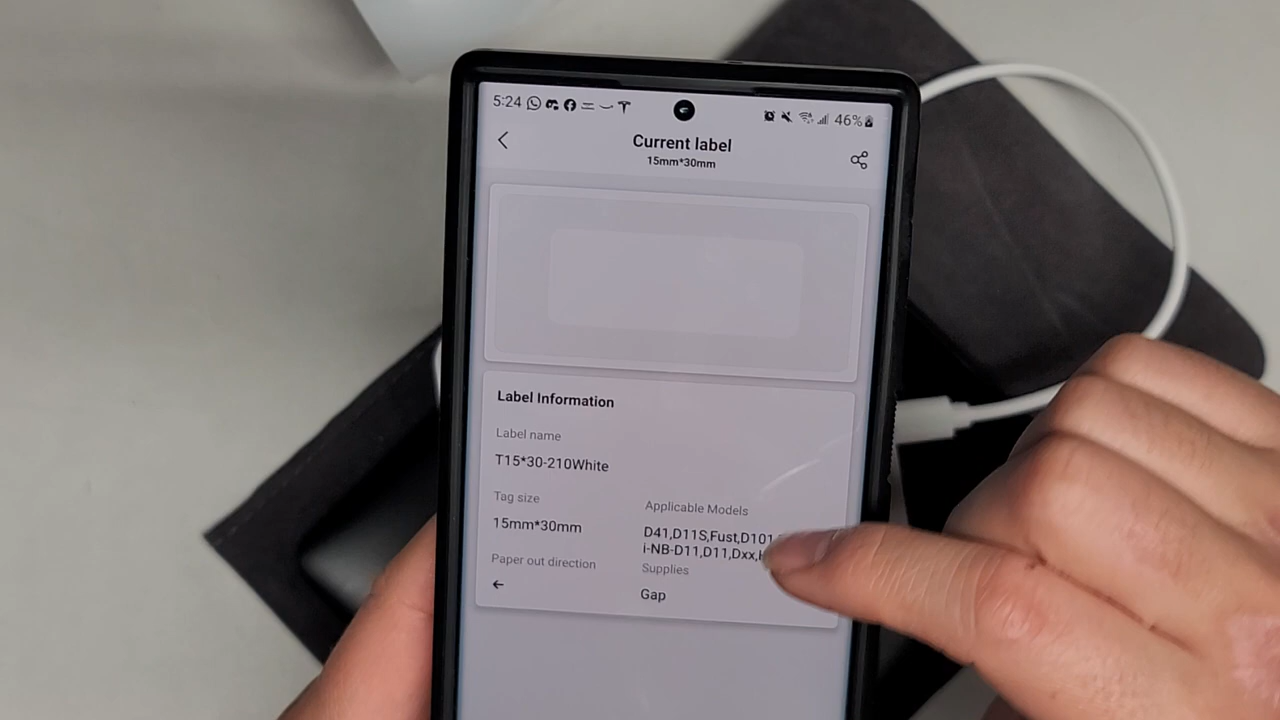 5:24
46%
Current label
15mm*30mm
Label Information
Label name
T15*30-210White
Tag size
15mm*30mm
Applicable Models
D41,D11S,Fust,D101
i-NB-D11,D11,Dxx,
Paper out direction
Supplies
Gap